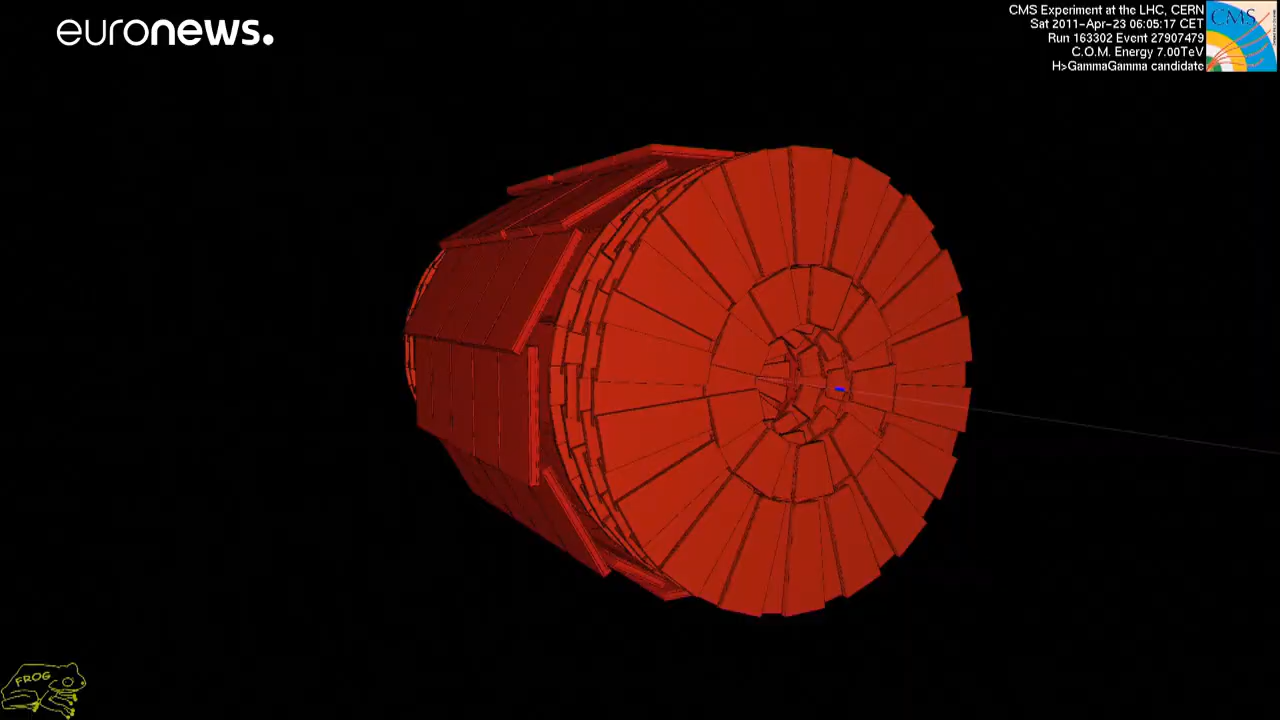 euronews.
CMS Experiment at the LHC, CERN
Sat 2011-Apr-23 06:05:17 CET
Run 163302 Event 27907479
C.O.M. Energy 7.00TeV
H>GammaGamma candidate
CMS
FROG